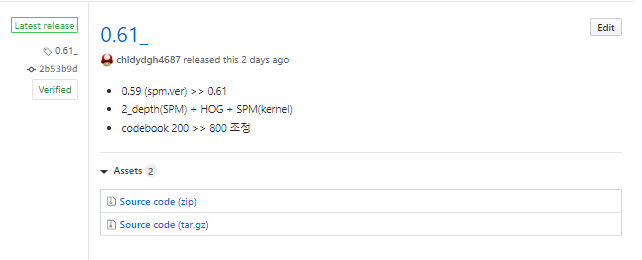 Latest release
0.61_
2b53b9d
Verified
0.61_
Edit
chldydgh4687 released this 2 days ago
0.59 (spm.ver) >> 0.61
2_depth(SPM) + HOG + SPM(kernel)
codebook 200 >> 800 조정
Assets 2
Source code (zip)
Source code (tar.gz)